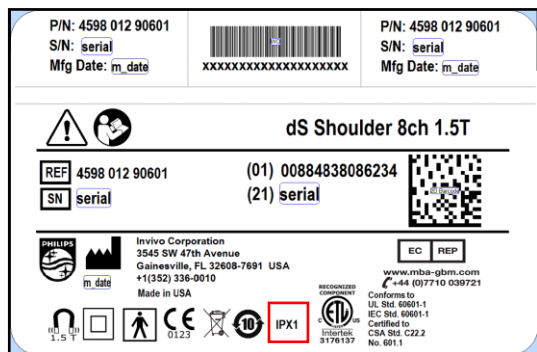 P/N: 4598 012 90601
S/N: serial
Mfg Date: m_date
XXXXXXXXXXXXXXXXXXXX
P/N: 4598 012 90601
S/N: serial
Mfg Date: m_date
dS Shoulder 8ch 1.5T
REF 4598 012 90601
SN serial
(01) 00884838086234
(21) serial
2D Barcode
PHILIPS
m_date
Invivo Corporation
3545 SW 47th Avenue
Gainesville, FL 32608-7691 USA
+1(352) 336-0010
Made in USA
EC REP
www.mba-gbm.com
+44 (0)7710 039721
1.5 T
CE
0123
10
IPX1
RECOGNIZED
COMPONENT
C ETL US
Intertek
3176137
Conforms to
UL Std. 60601-1
IEC Std. 60601-1
Certified to
CSA Std. C22.2
No. 601.1